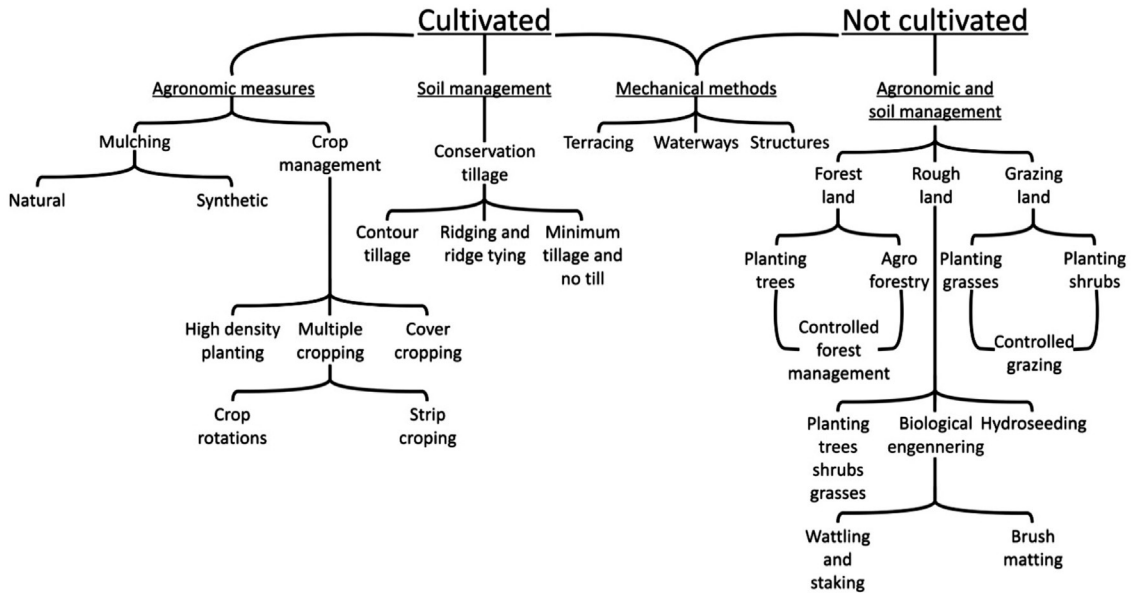 Cultivated
Not cultivated
Agronomic measures
Soil management
Mechanical methods
Agronomic and
soil management
Mulching
Crop
management
Conservation
tillage
Terracing
Waterways
Structures
Forest
land
Rough
land
Grazing
land
Natural
Synthetic
Contour
tillage
Ridging and
ridge tying
Minimum
tillage and
no till
Planting
trees
Agro
forestry
Planting
grasses
Planting
shrubs
High density
planting
Multiple
cropping
Cover
cropping
Controlled
forest
management
Controlled
grazing
Crop
rotations
Strip
croping
Planting
trees
shrubs
grasses
Biological
engennering
Hydroseeding
Wattling
and
staking
Brush
matting